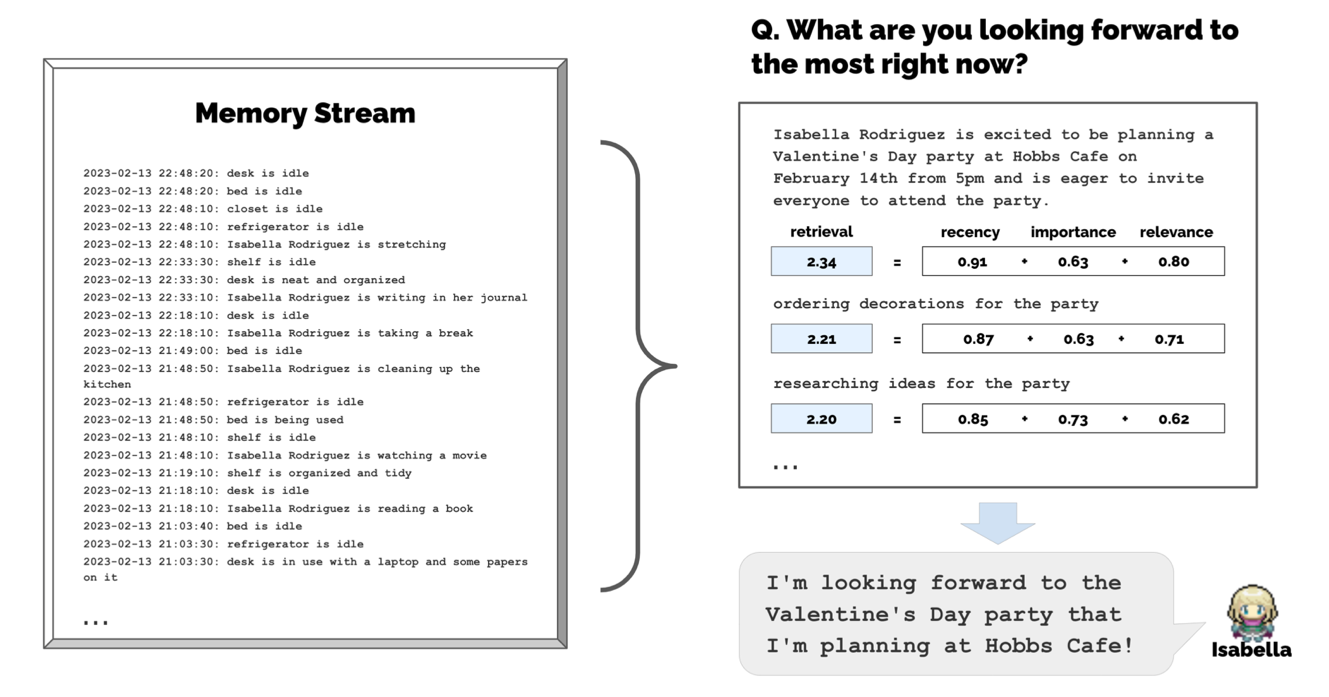 Memory Stream
2023-02-13 22:48:20: desk is idle
2023-02-13 22:48:20: bed is idle
2023-02-13 22:48:10: closet is idle
2023-02-13 22:48:10: refrigerator is idle
2023-02-13 22:48:10: Isabella Rodriguez is stretching
2023-02-13 22:33:30: shelf is idle
2023-02-13 22:33:30: desk is neat and organized
2023-02-13 22:33:10: Isabella Rodriguez is writing in her journal
2023-02-13 22:18:10: desk is idle
2023-02-13 22:18:10: Isabella Rodriguez is taking a break
2023-02-13 21:49:00: bed is idle
2023-02-13 21:48:50: Isabella Rodriguez is cleaning up the
kitchen
2023-02-13 21:48:50: refrigerator is idle
2023-02-13 21:48:50: bed is being used
2023-02-13 21:48:10: shelf is idle
2023-02-13 21:48:10: Isabella Rodriguez is watching a movie
2023-02-13 21:19:10: shelf is organized and tidy
2023-02-13 21:18:10: desk is idle
2023-02-13 21:18:10: Isabella Rodriguez is reading a book
2023-02-13 21:03:40: bed is idle
2023-02-13 21:03:30: refrigerator is idle
2023-02-13 21:03:30: desk is in use with a laptop and some papers
on it
...
Q. What are you looking forward to
the most right now?
Isabella Rodriguez is excited to be planning a
Valentine's Day party at Hobbs Cafe on
February 14th from 5pm and is eager to invite
everyone to attend the party.
retrieval recency importance relevance
2.34 = 0.91 + 0.63 + 0.80
ordering decorations for the party
2.21 = 0.87 + 0.63 + 0.71
researching ideas for the party
2.20 = 0.85 + 0.73 + 0.62
...
I'm looking forward to the
Valentine's Day party that
I'm planning at Hobbs Cafe!
Isabella